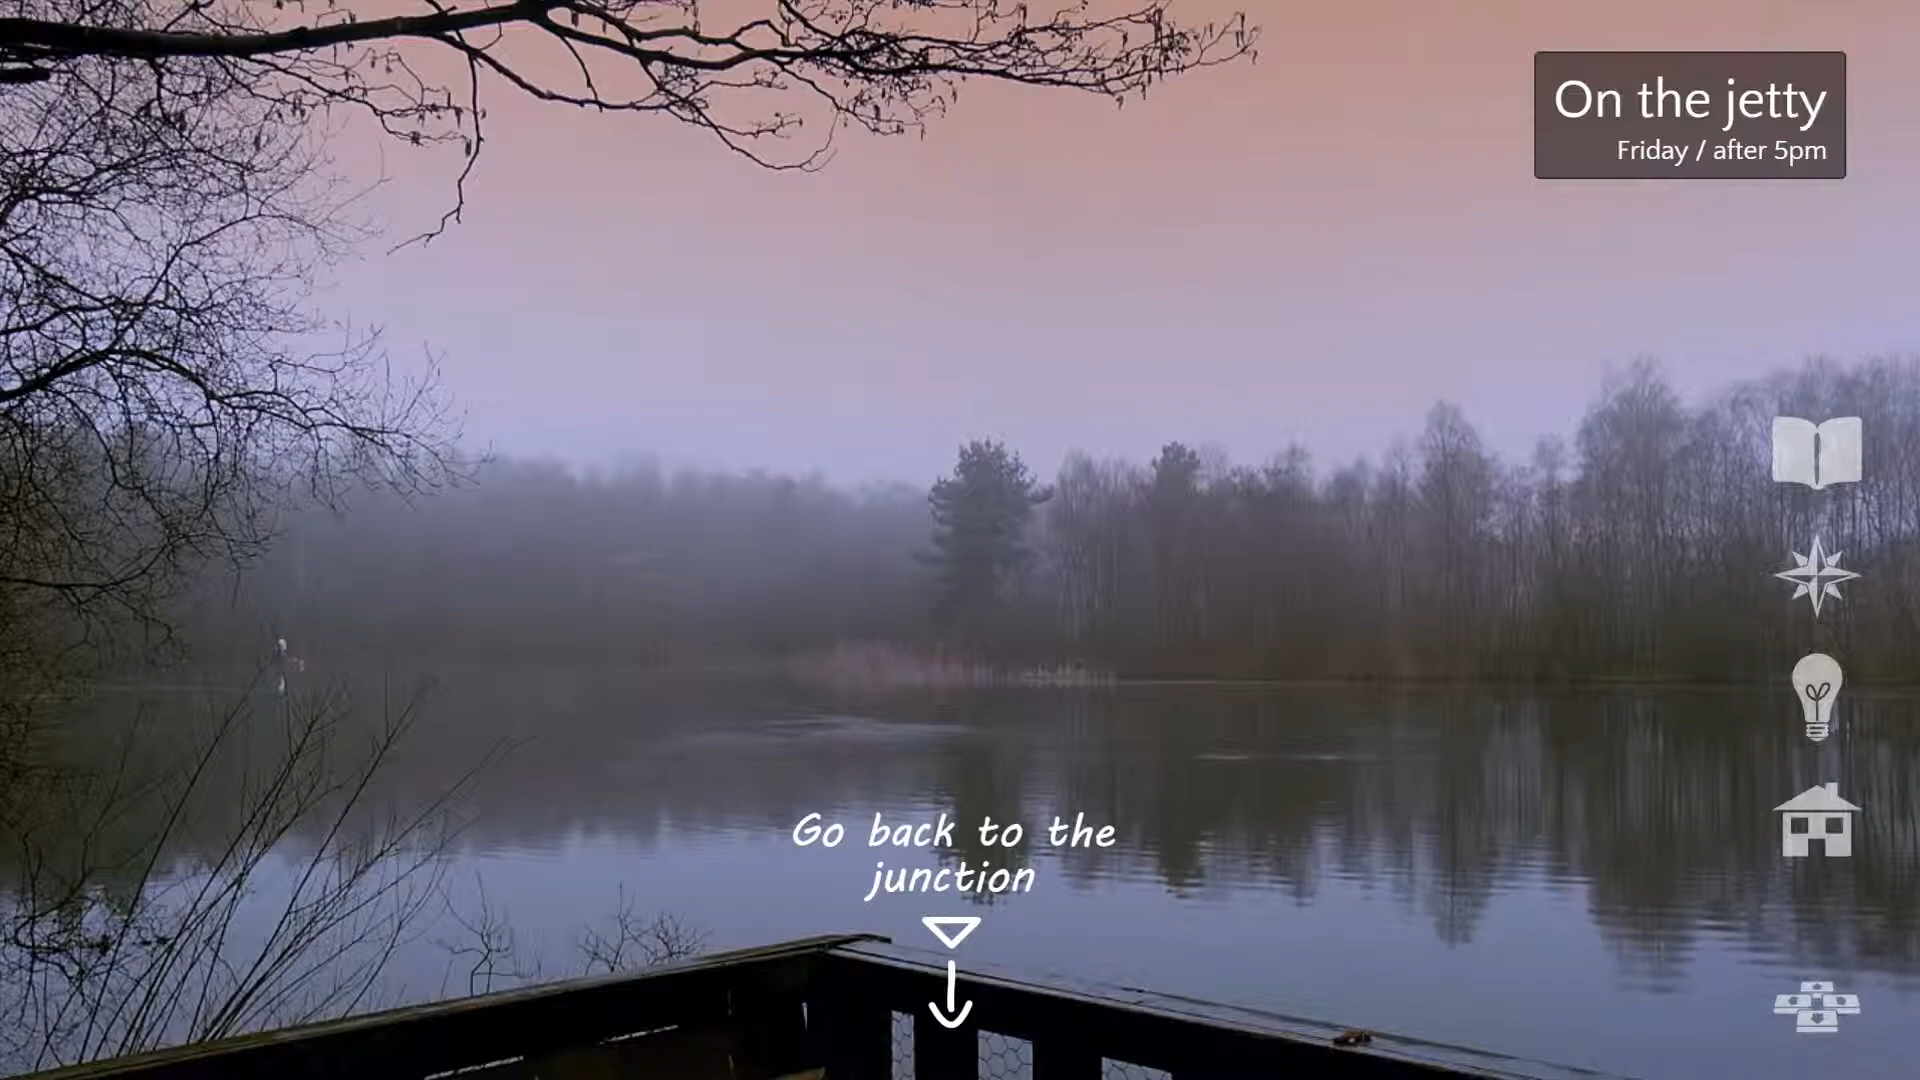 On the jetty
Friday / after 5pm
Go back to the
junction